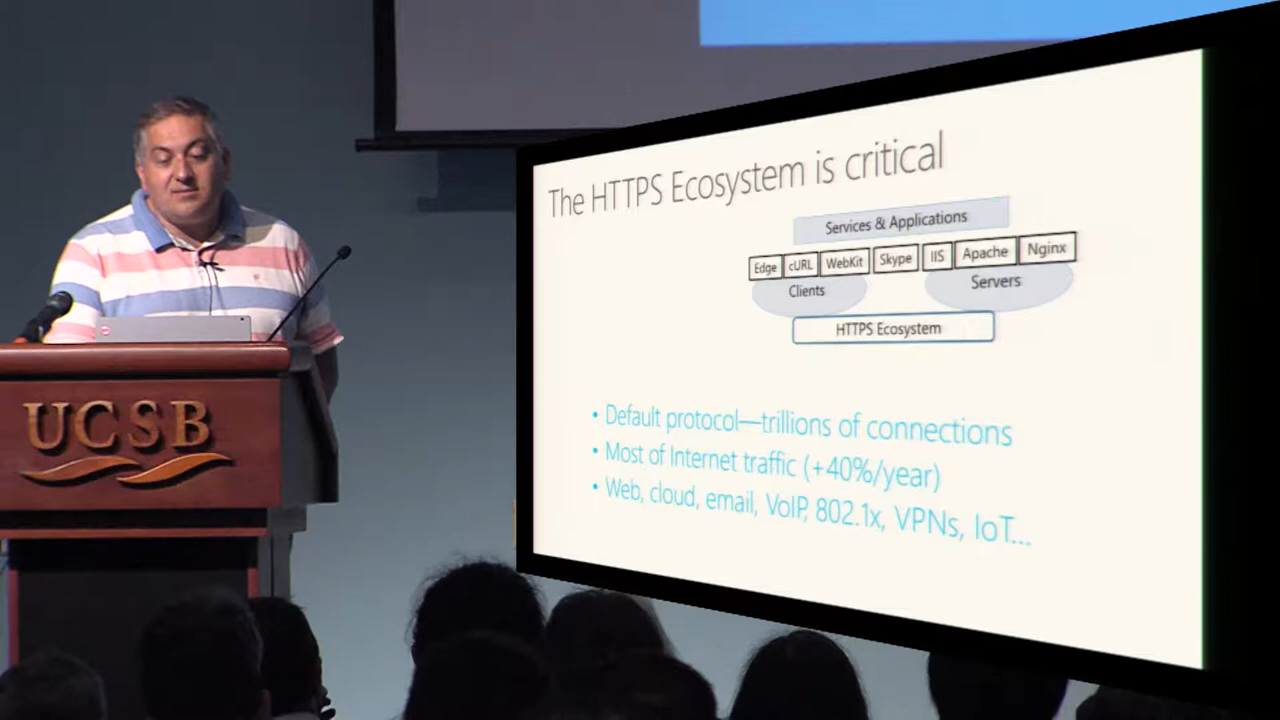 The HTTPS Ecosystem is critical
Services & Applications
Edge cURL WebKit Skype IIS Apache Nginx
Clients Servers
HTTPS Ecosystem
• Default protocol—trillions of connections
• Most of Internet traffic (+40%/year)
• Web, cloud, email, VoIP, 802.1x, VPNs, IoT...
UCSB